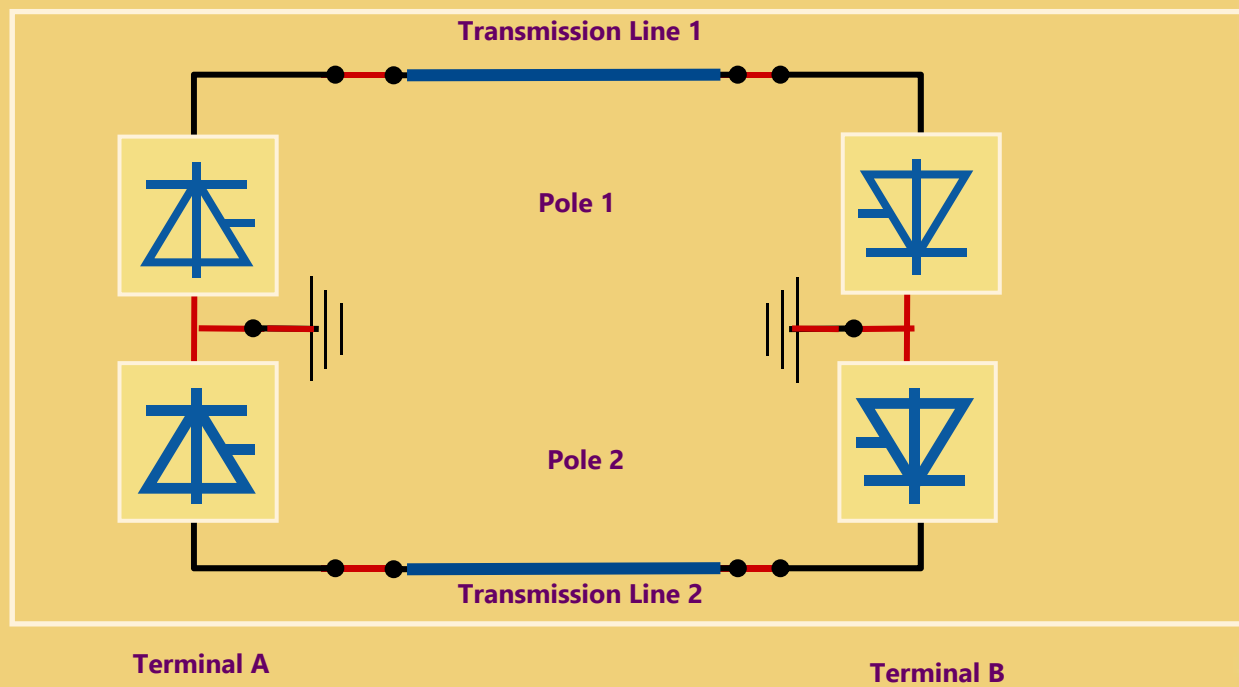 Transmission Line 1
Pole 1
Pole 2
Transmission Line 2
Terminal A
Terminal B